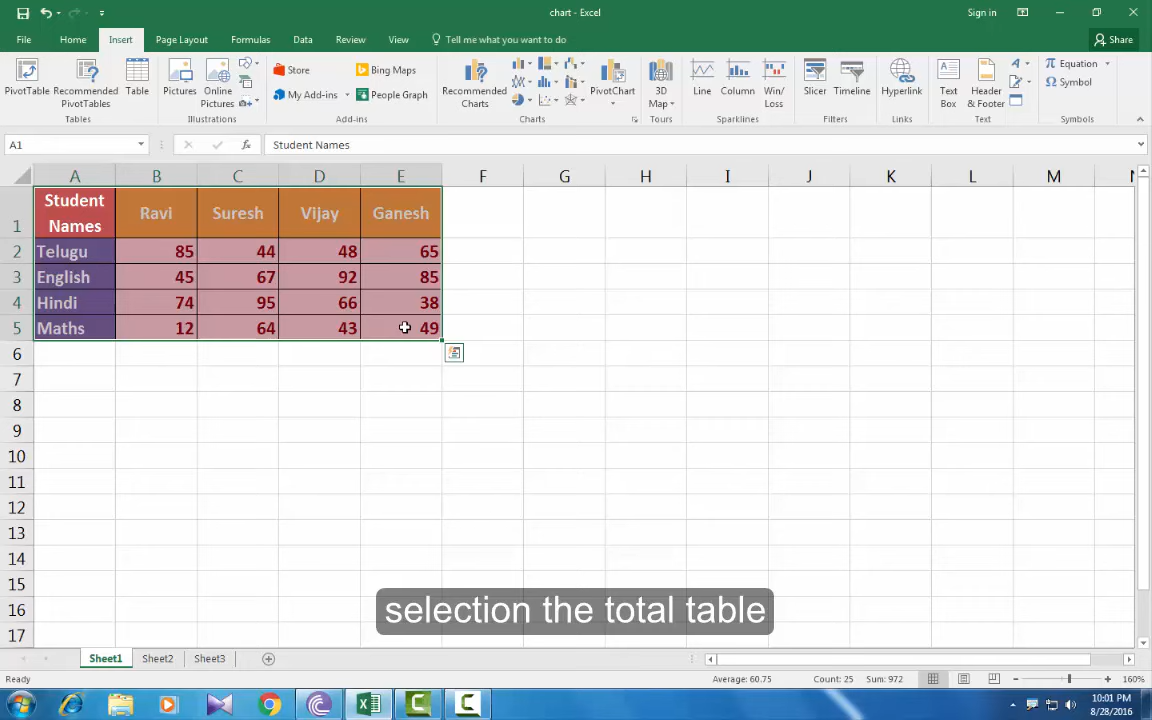 chart - Excel
Sign in
File Home Insert Page Layout Formulas Data Review View Tell me what you want to do Share
PivotTable
Recommended PivotTables
Table
Tables
Pictures
Online Pictures
Illustrations
Store
My Add-ins
Bing Maps
People Graph
Add-ins
Recommended Charts
PivotChart
Charts
3D Map
Tours
Line
Column
Win/Loss
Sparklines
Slicer
Timeline
Filters
Hyperlink
Links
Text Box
Header & Footer
Text
Equation
Symbol
Symbols
A1 fx Student Names
A B C D E F G H I J K L M
1 Student Names Ravi Suresh Vijay Ganesh
2 Telugu 85 44 48 65
3 English 45 67 92 85
4 Hindi 74 95 66 38
5 Maths 12 64 43 49
6
7
8
9
10
11
12
13
14
15
16
17
selection the total table
Sheet1 Sheet2 Sheet3
Ready Average: 60.75 Count: 25 Sum: 972 160%
10:01 PM
8/28/2016